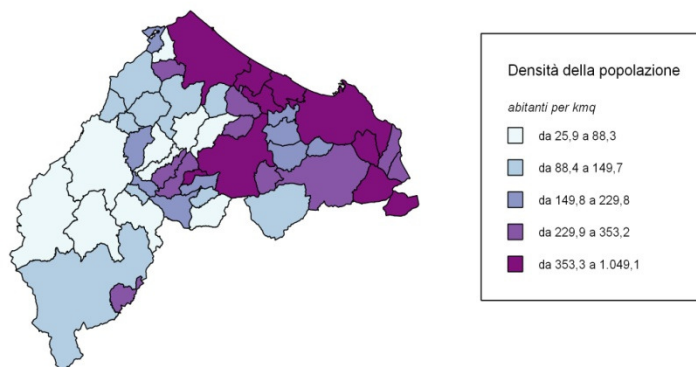 Densità della popolazione
abitanti per kmq
da 25,9 a 88,3
da 88,4 a 149,7
da 149,8 a 229,8
da 229,9 a 353,2
da 353,3 a 1.049,1